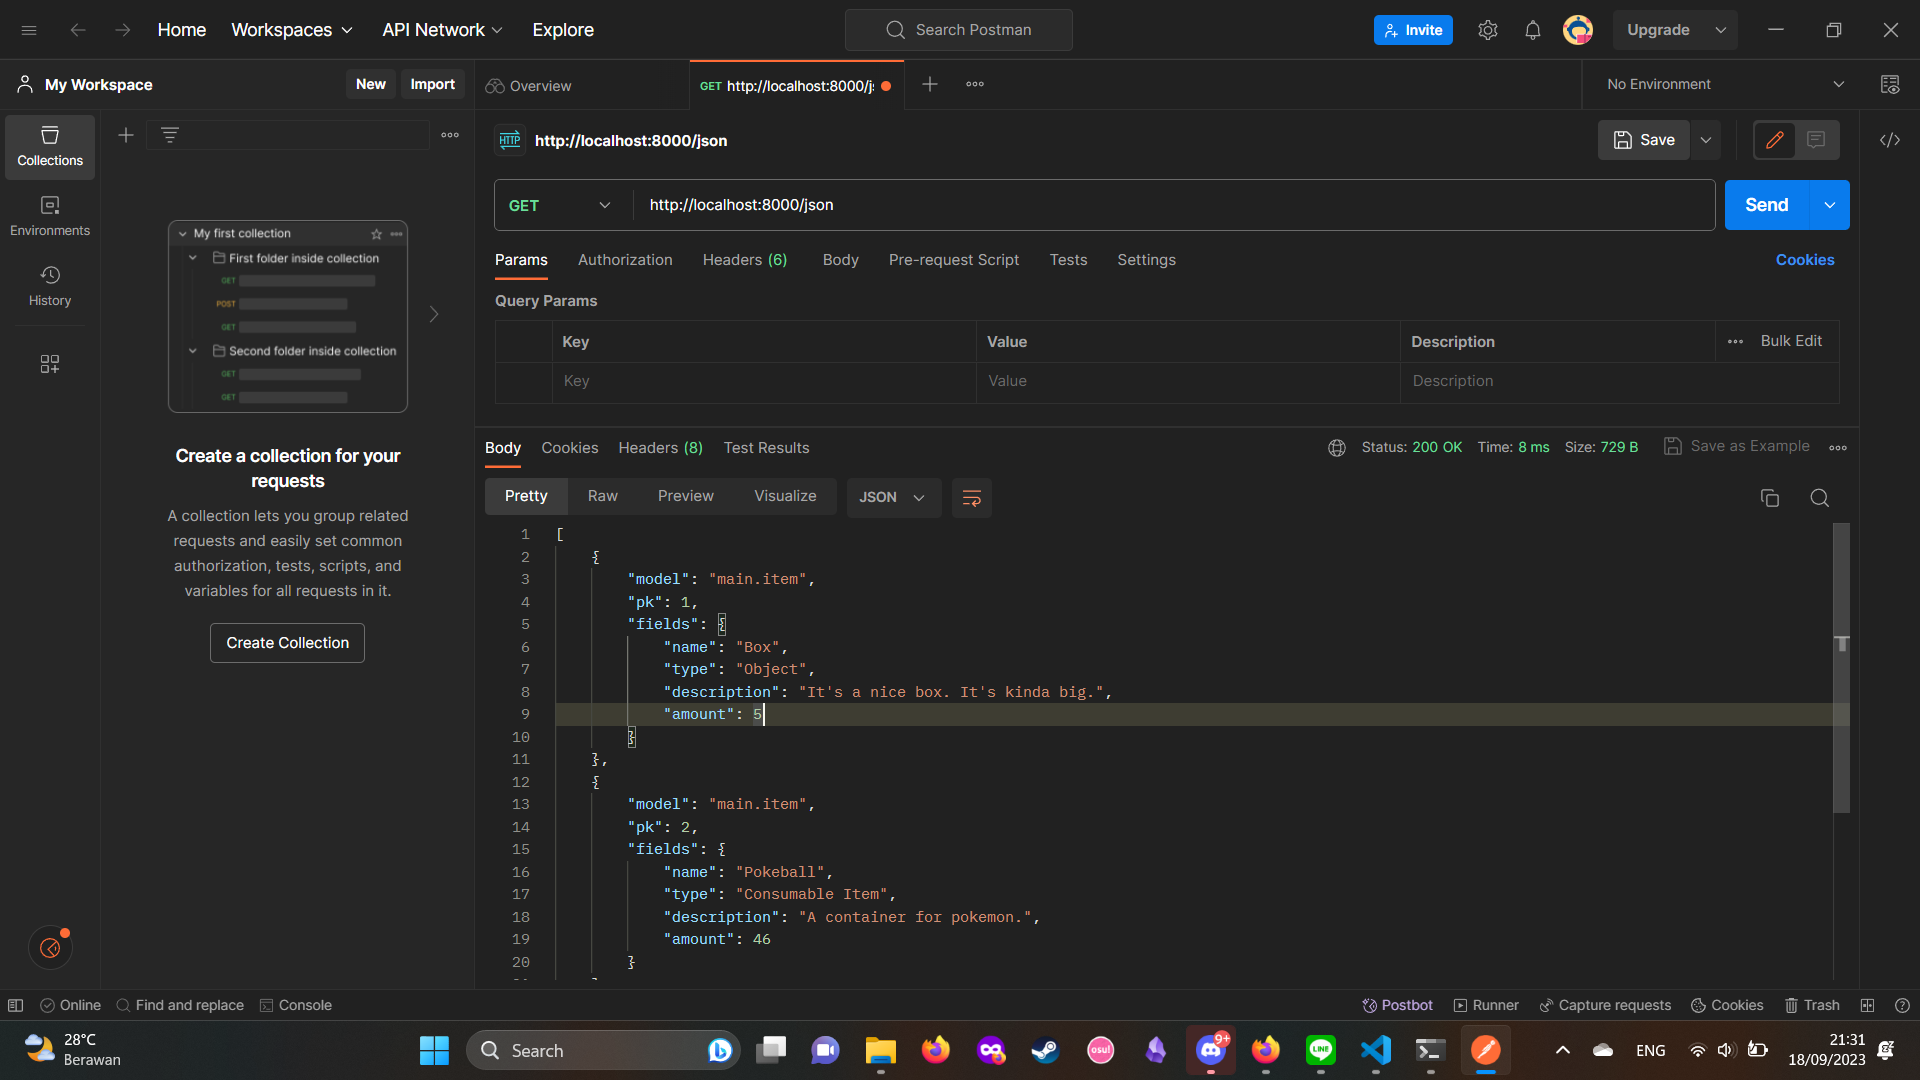 Home
Workspaces
API Network
Explore
Search Postman
Invite
Upgrade
My Workspace
New
Import
Overview
GET http://localhost:8000/j
No Environment
Collections
Environments
History
My first collection
First folder inside collection
GET
POST
GET
Second folder inside collection
GET
GET
Create a collection for your
requests
A collection lets you group related
requests and easily set common
authorization, tests, scripts, and
variables for all requests in it.
Create Collection
HTTP http://localhost:8000/json
Save
GET
http://localhost:8000/json
Send
Params
Authorization
Headers (6)
Body
Pre-request Script
Tests
Settings
Cookies
Query Params
Key
Value
Description
Bulk Edit
Key
Value
Description
Body
Cookies
Headers (8)
Test Results
Status: 200 OK
Time: 8 ms
Size: 729 B
Save as Example
Pretty
Raw
Preview
Visualize
JSON
1 [
2 {
3 "model": "main.item",
4 "pk": 1,
5 "fields": {
6 "name": "Box",
7 "type": "Object",
8 "description": "It's a nice box. It's kinda big.",
9 "amount": 5
10 }
11 },
12 {
13 "model": "main.item",
14 "pk": 2,
15 "fields": {
16 "name": "Pokeball",
17 "type": "Consumable Item",
18 "description": "A container for pokemon.",
19 "amount": 46
20 }
Online
Find and replace
Console
Postbot
Runner
Capture requests
Cookies
Trash
28°C
Berawan
Search
osu!
9+
LINE
ENG
21:31
18/09/2023